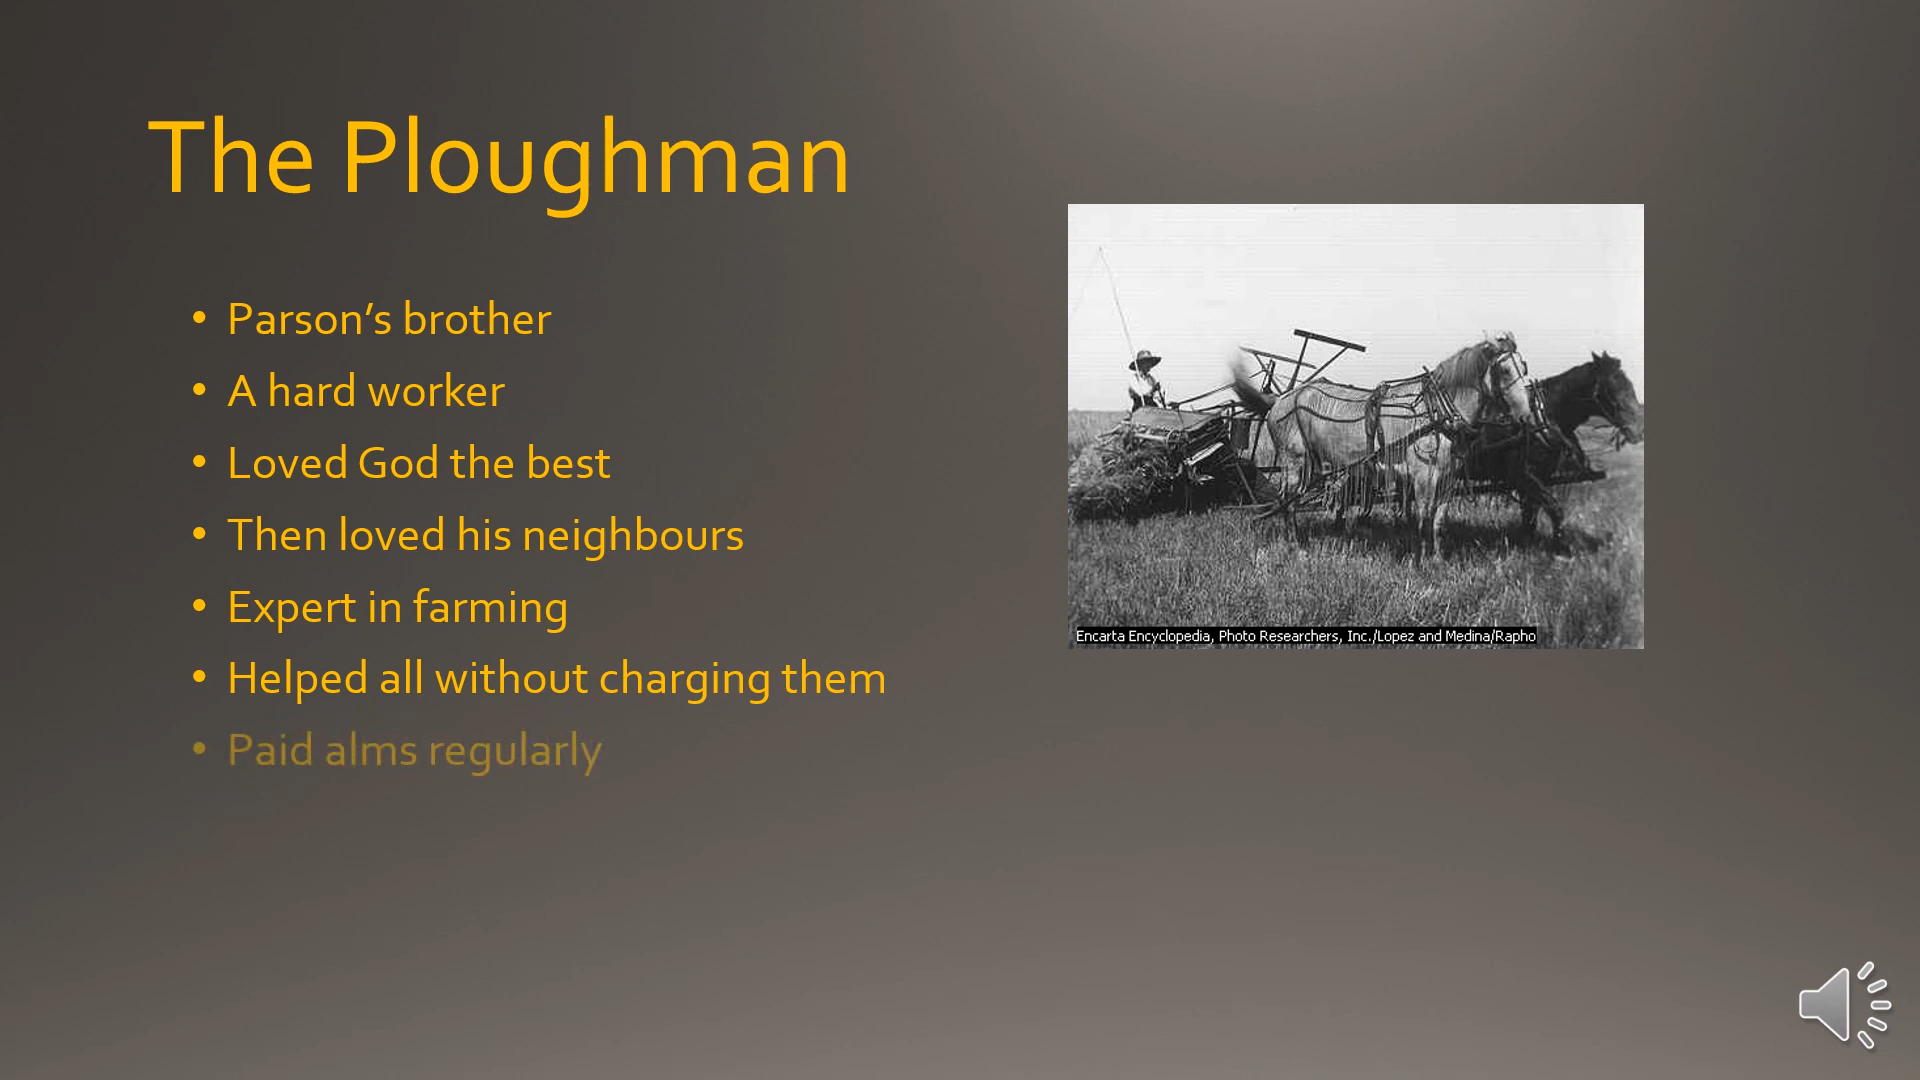 The Ploughman
• Parson’s brother
• A hard worker
• Loved God the best
• Then loved his neighbours
• Expert in farming
• Helped all without charging them
• Paid alms regularly
Encarta Encyclopedia, Photo Researchers, Inc./Lopez and Medina/Rapho